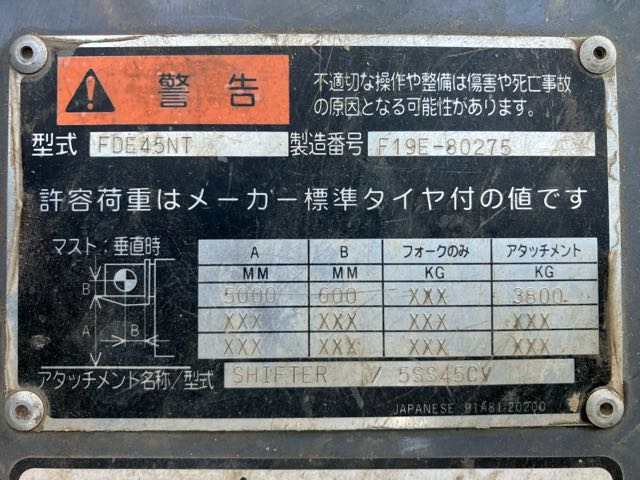 警告
不適切な操作や整備は傷害や死亡事故
の原因となる可能性があります。
型式 FDE45NT 製造番号 F19E-80275
許容荷重はメーカー標準タイヤ付の値です
マスト:垂直時
A B フォークのみ アタッチメント
MM MM KG KG
5000 600 XXX 3800
XXX XXX XXX XXX
XXX XXX XXX XXX
B
A B
アタッチメント名称/型式 SHIFTER / 5SS45CV
JAPANESE 91A81-20200